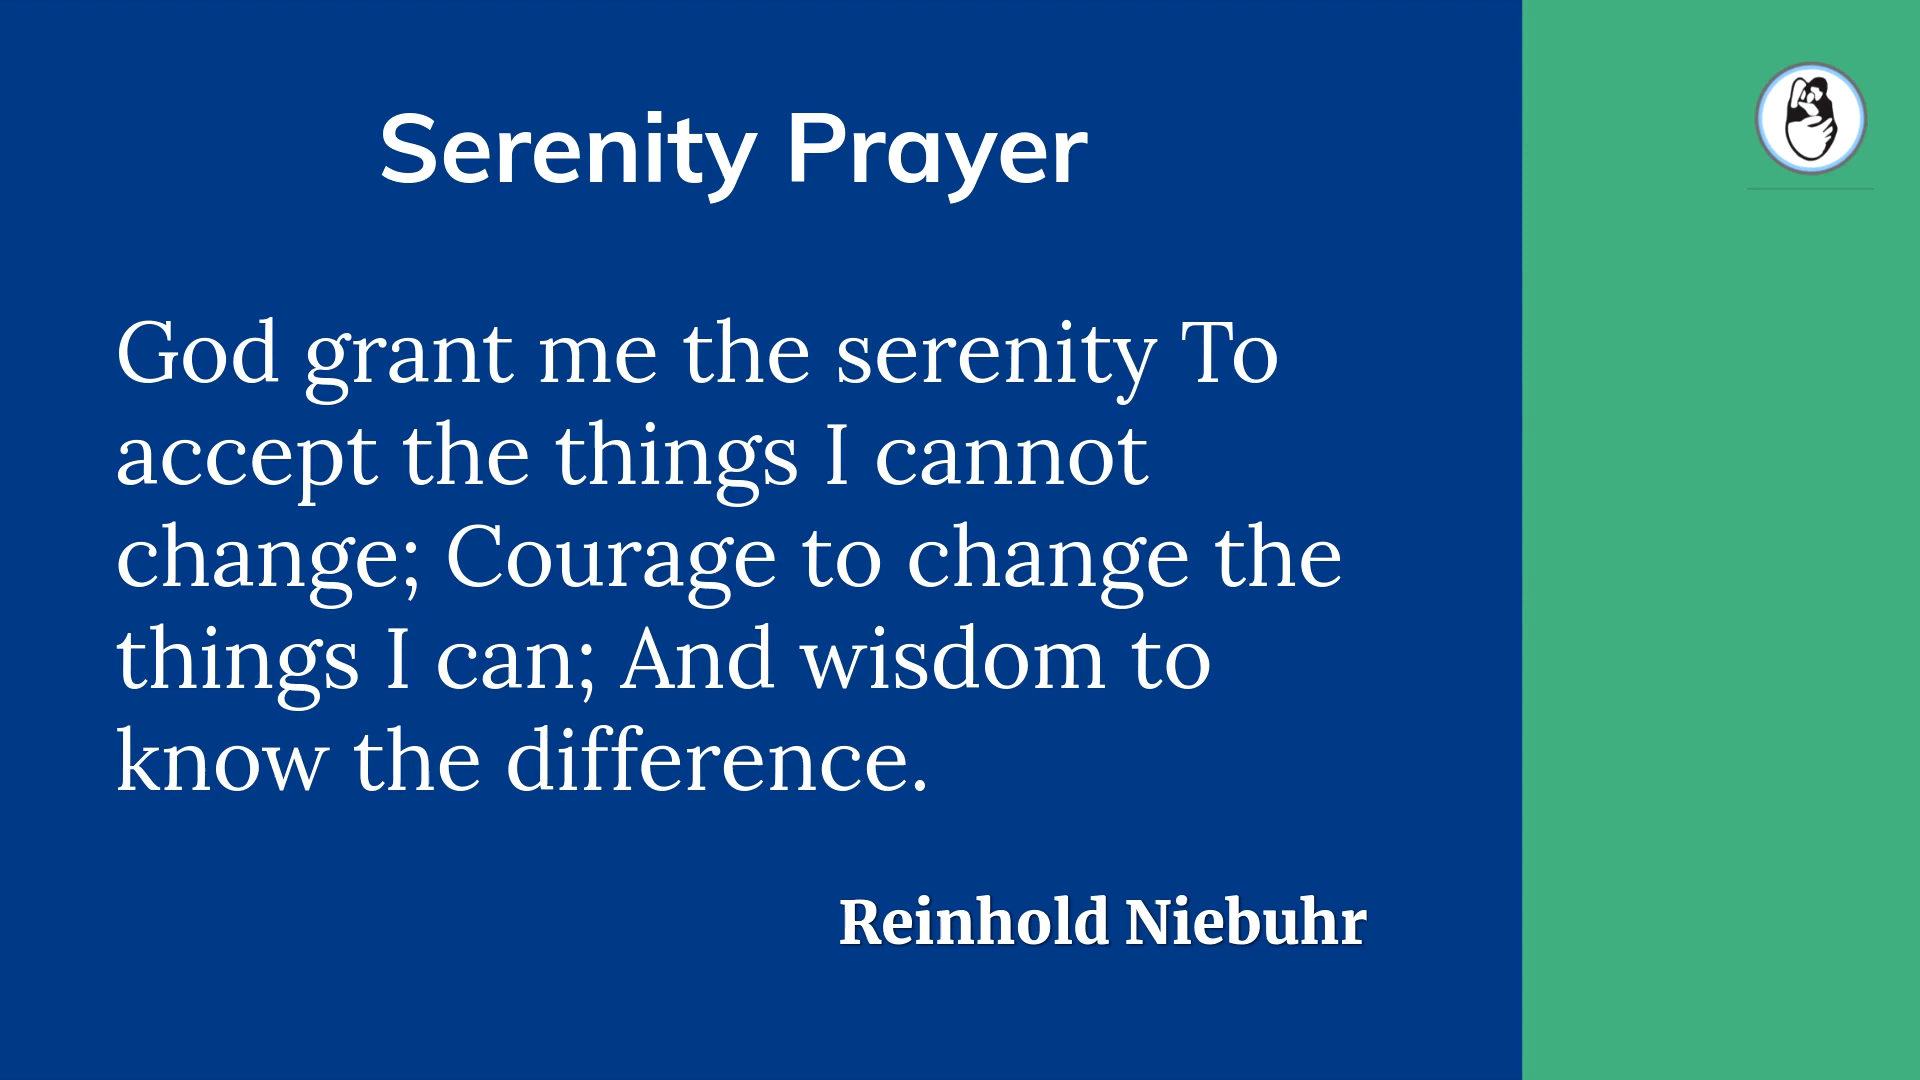 Serenity Prayer
God grant me the serenity To
accept the things I cannot
change; Courage to change the
things I can; And wisdom to
know the difference.
Reinhold Niebuhr